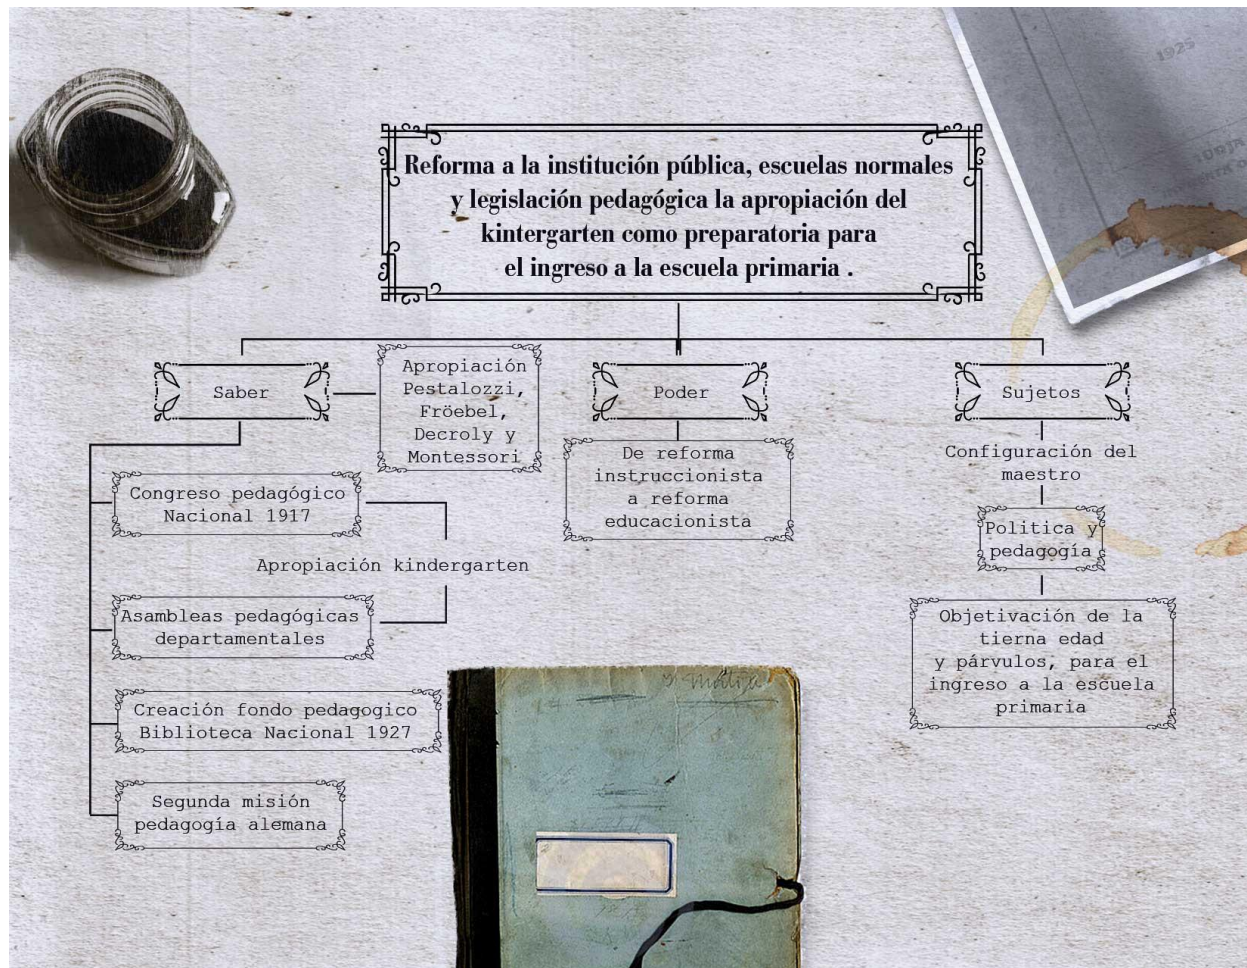 1925
Reforma a la institución pública, escuelas normales
y legislación pedagógica la apropiación del
kintergarten como preparatoria para
el ingreso a la escuela primaria .
Saber
Apropiación
Pestalozzi,
Fröebel,
Decroly y
Montessori
Poder
Sujetos
De reforma
instruccionista
a reforma
educacionista
Configuración del
maestro
Politica y
pedagogía
Objetivación de la
tierna edad
y párvulos, para el
ingreso a la escuela
primaria
Congreso pedagógico
Nacional 1917
Apropiación kindergarten
Asambleas pedagógicas
departamentales
Creación fondo pedagogico
Biblioteca Nacional 1927
Segunda misión
pedagogía alemana